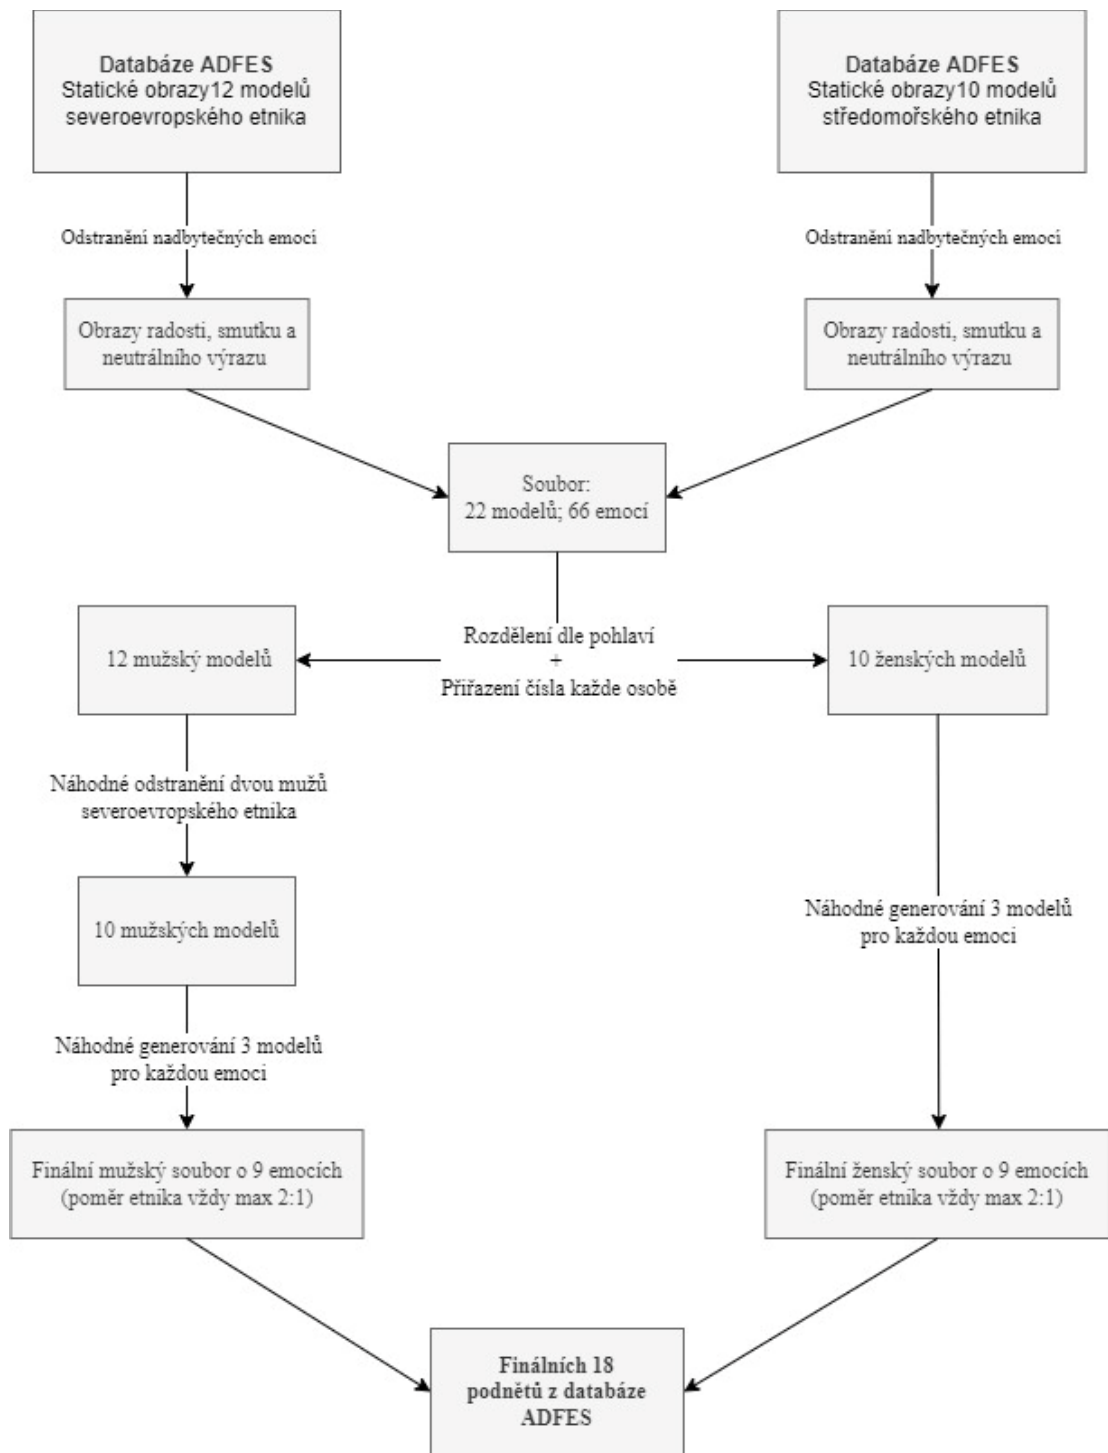 Databáze ADFES
Statické obrazy12 modelů
severoevropského etnika
Databáze ADFES
Statické obrazy10 modelů
středomořského etnika
Odstranění nadbytečných emocí
Odstranění nadbytečných emocí
Obrazy radosti, smutku a
neutrálního výrazu
Obrazy radosti, smutku a
neutrálního výrazu
Soubor:
22 modelů; 66 emocí
12 mužský modelů
Rozdělení dle pohlaví
+
Přiřazení čísla každe osobě
10 ženských modelů
Náhodné odstranění dvou mužů
severoevropského etnika
10 mužských modelů
Náhodné generování 3 modelů
pro každou emoci
Náhodné generování 3 modelů
pro každou emoci
Finální mužský soubor o 9 emocích
(poměr etnika vždy max 2:1)
Finální ženský soubor o 9 emocích
(poměr etnika vždy max 2:1)
Finálních 18
podnětů z databáze
ADFES